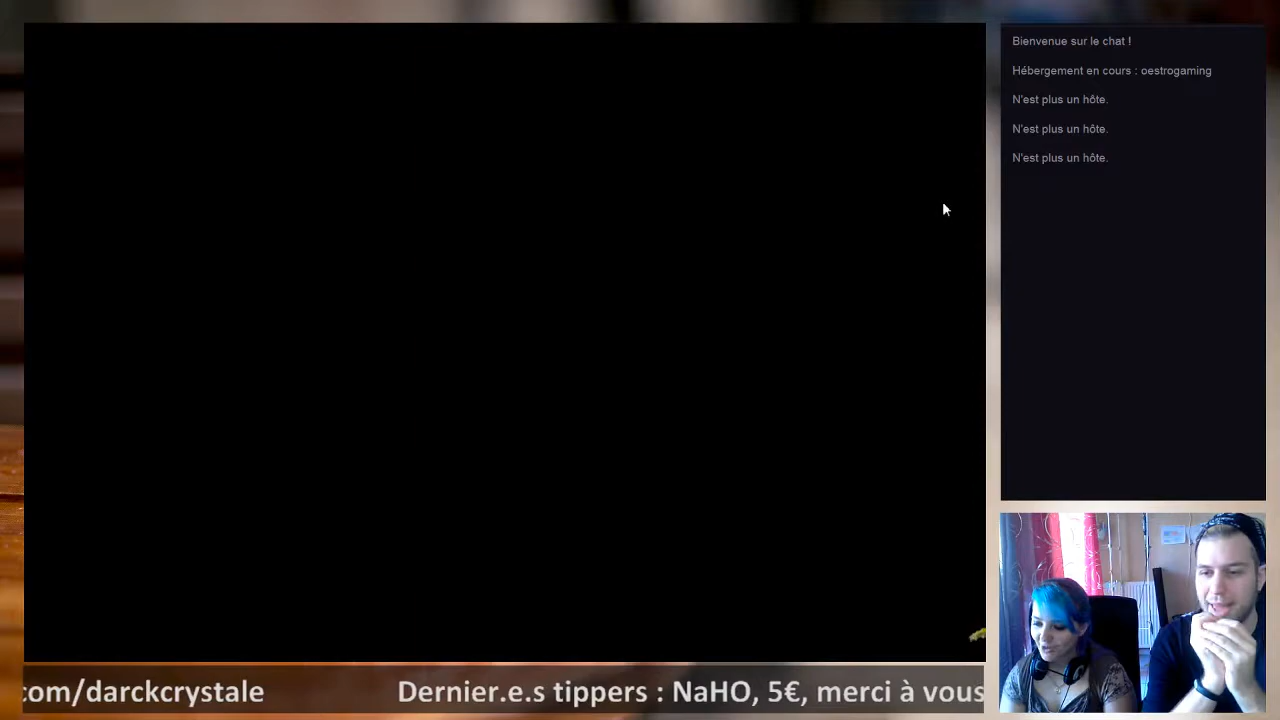 Bienvenue sur le chat !
Hébergement en cours : oestrogaming
N'est plus un hôte.
N'est plus un hôte.
N'est plus un hôte.
com/darckcrystale
Dernier.e.s tippers : NaHO, 5€, merci à vous